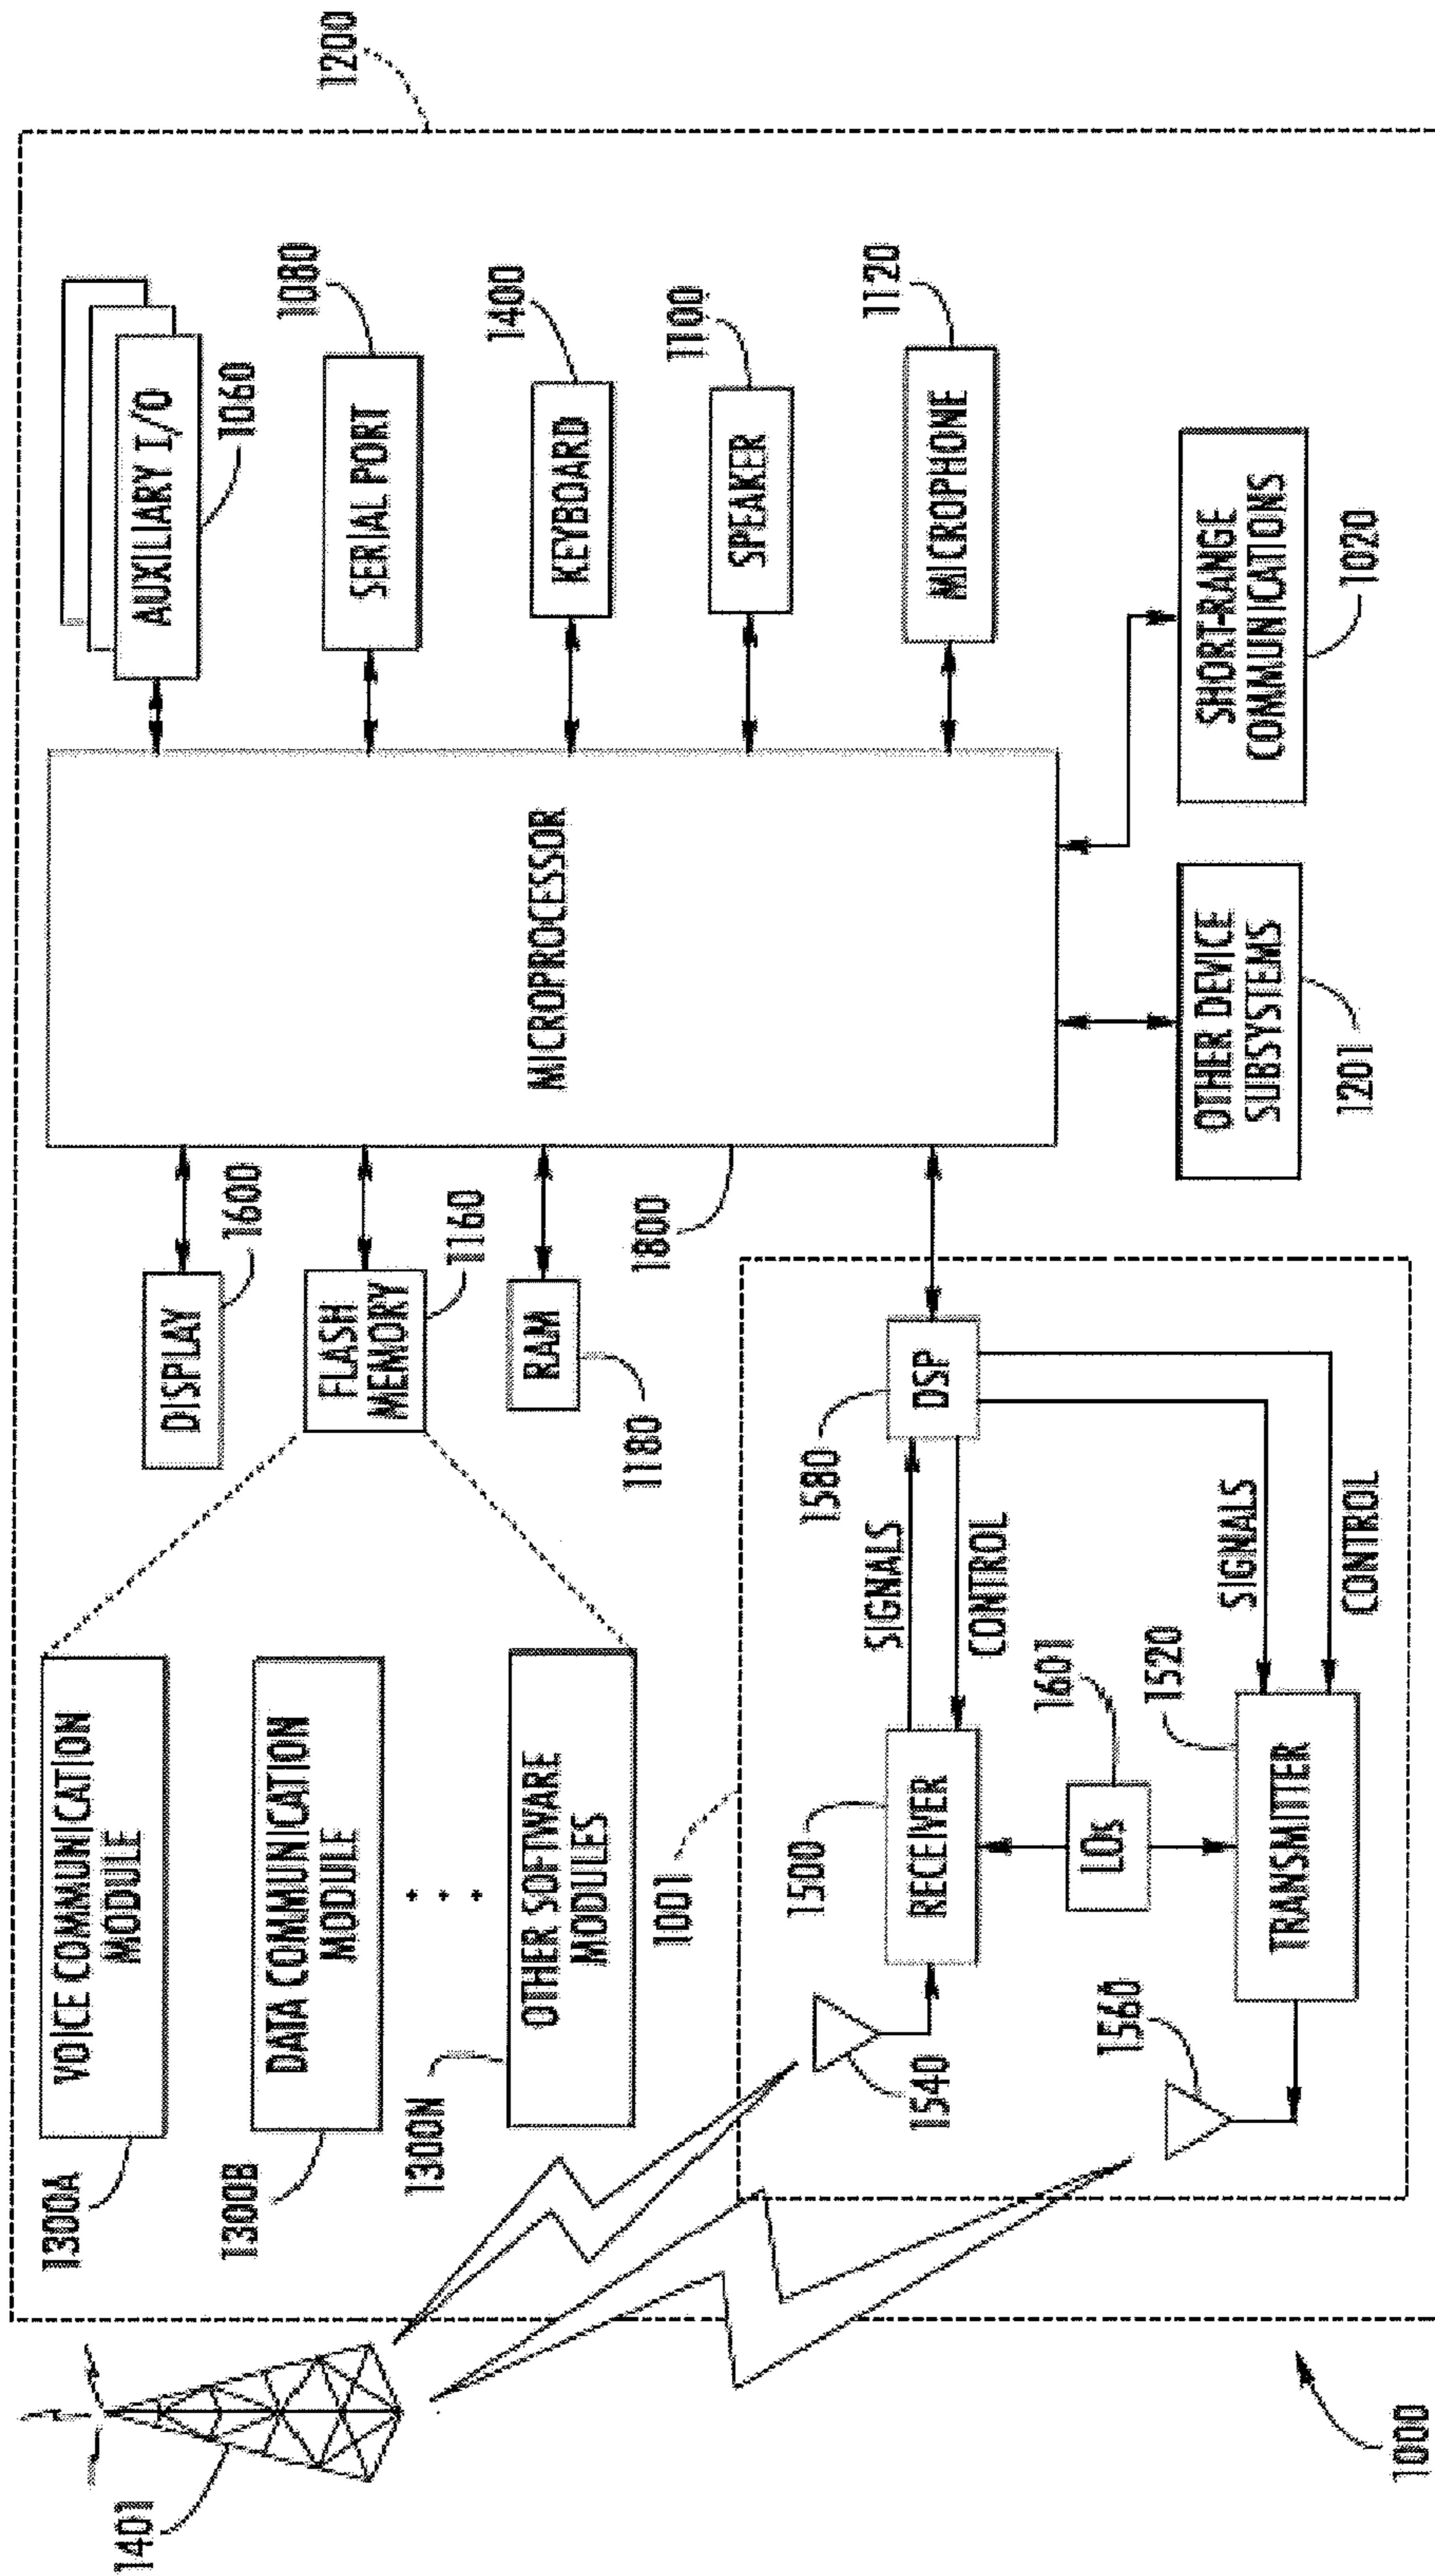 1401
1300A
VOICE COMMUNICATION
MODULE
1300B
DATA COMMUNICATION
MODULE
1300N
OTHER SOFTWARE
MODULES
DISPLAY
1600
FLASH
MEMORY
1160
RAM
1180
MICROPROCESSOR
1800
AUXILIARY I/O
1060
SERIAL PORT
1080
KEYBOARD
1400
SPEAKER
1100
MICROPHONE
1120
1200
1001
1500
RECEIVER
1540
SIGNALS
CONTROL
1580
DSP
LOs
1601
1560
TRANSMITTER
1520
SIGNALS
CONTROL
OTHER DEVICE
SUBSYSTEMS
1201
SHORT-RANGE
COMMUNICATIONS
1020
1000